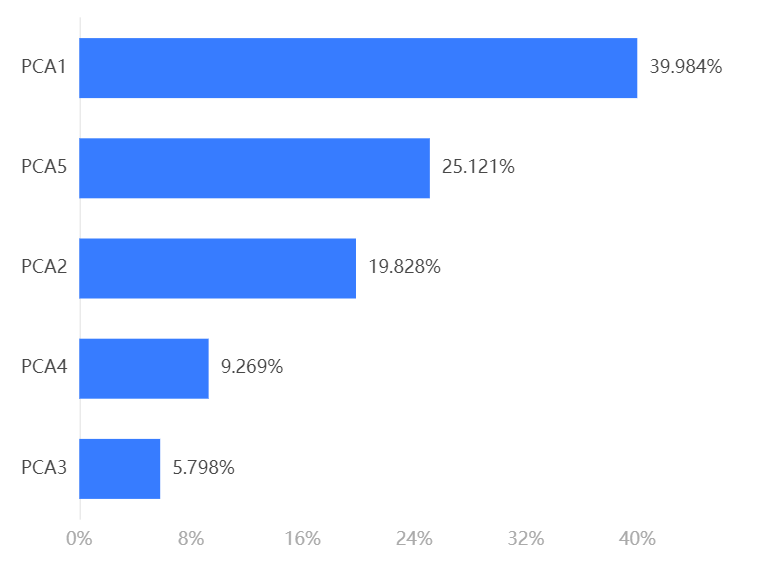 PCA1 39.984%
PCA5 25.121%
PCA2 19.828%
PCA4 9.269%
PCA3 5.798%
0% 8% 16% 24% 32% 40%